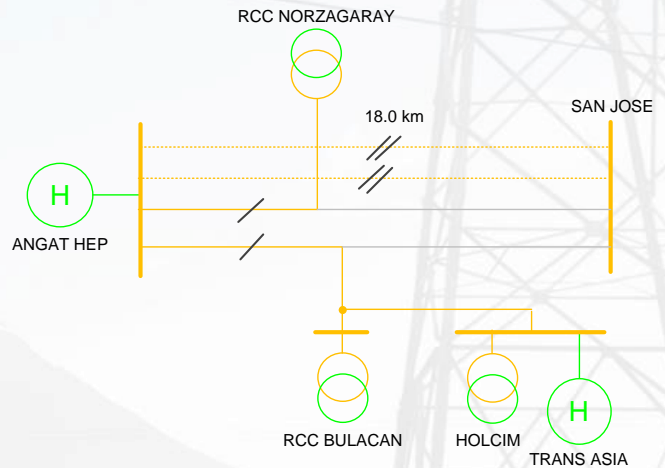 RCC NORZAGARAY
18.0 km
SAN JOSE
H
ANGAT HEP
H
RCC BULACAN
HOLCIM
TRANS ASIA